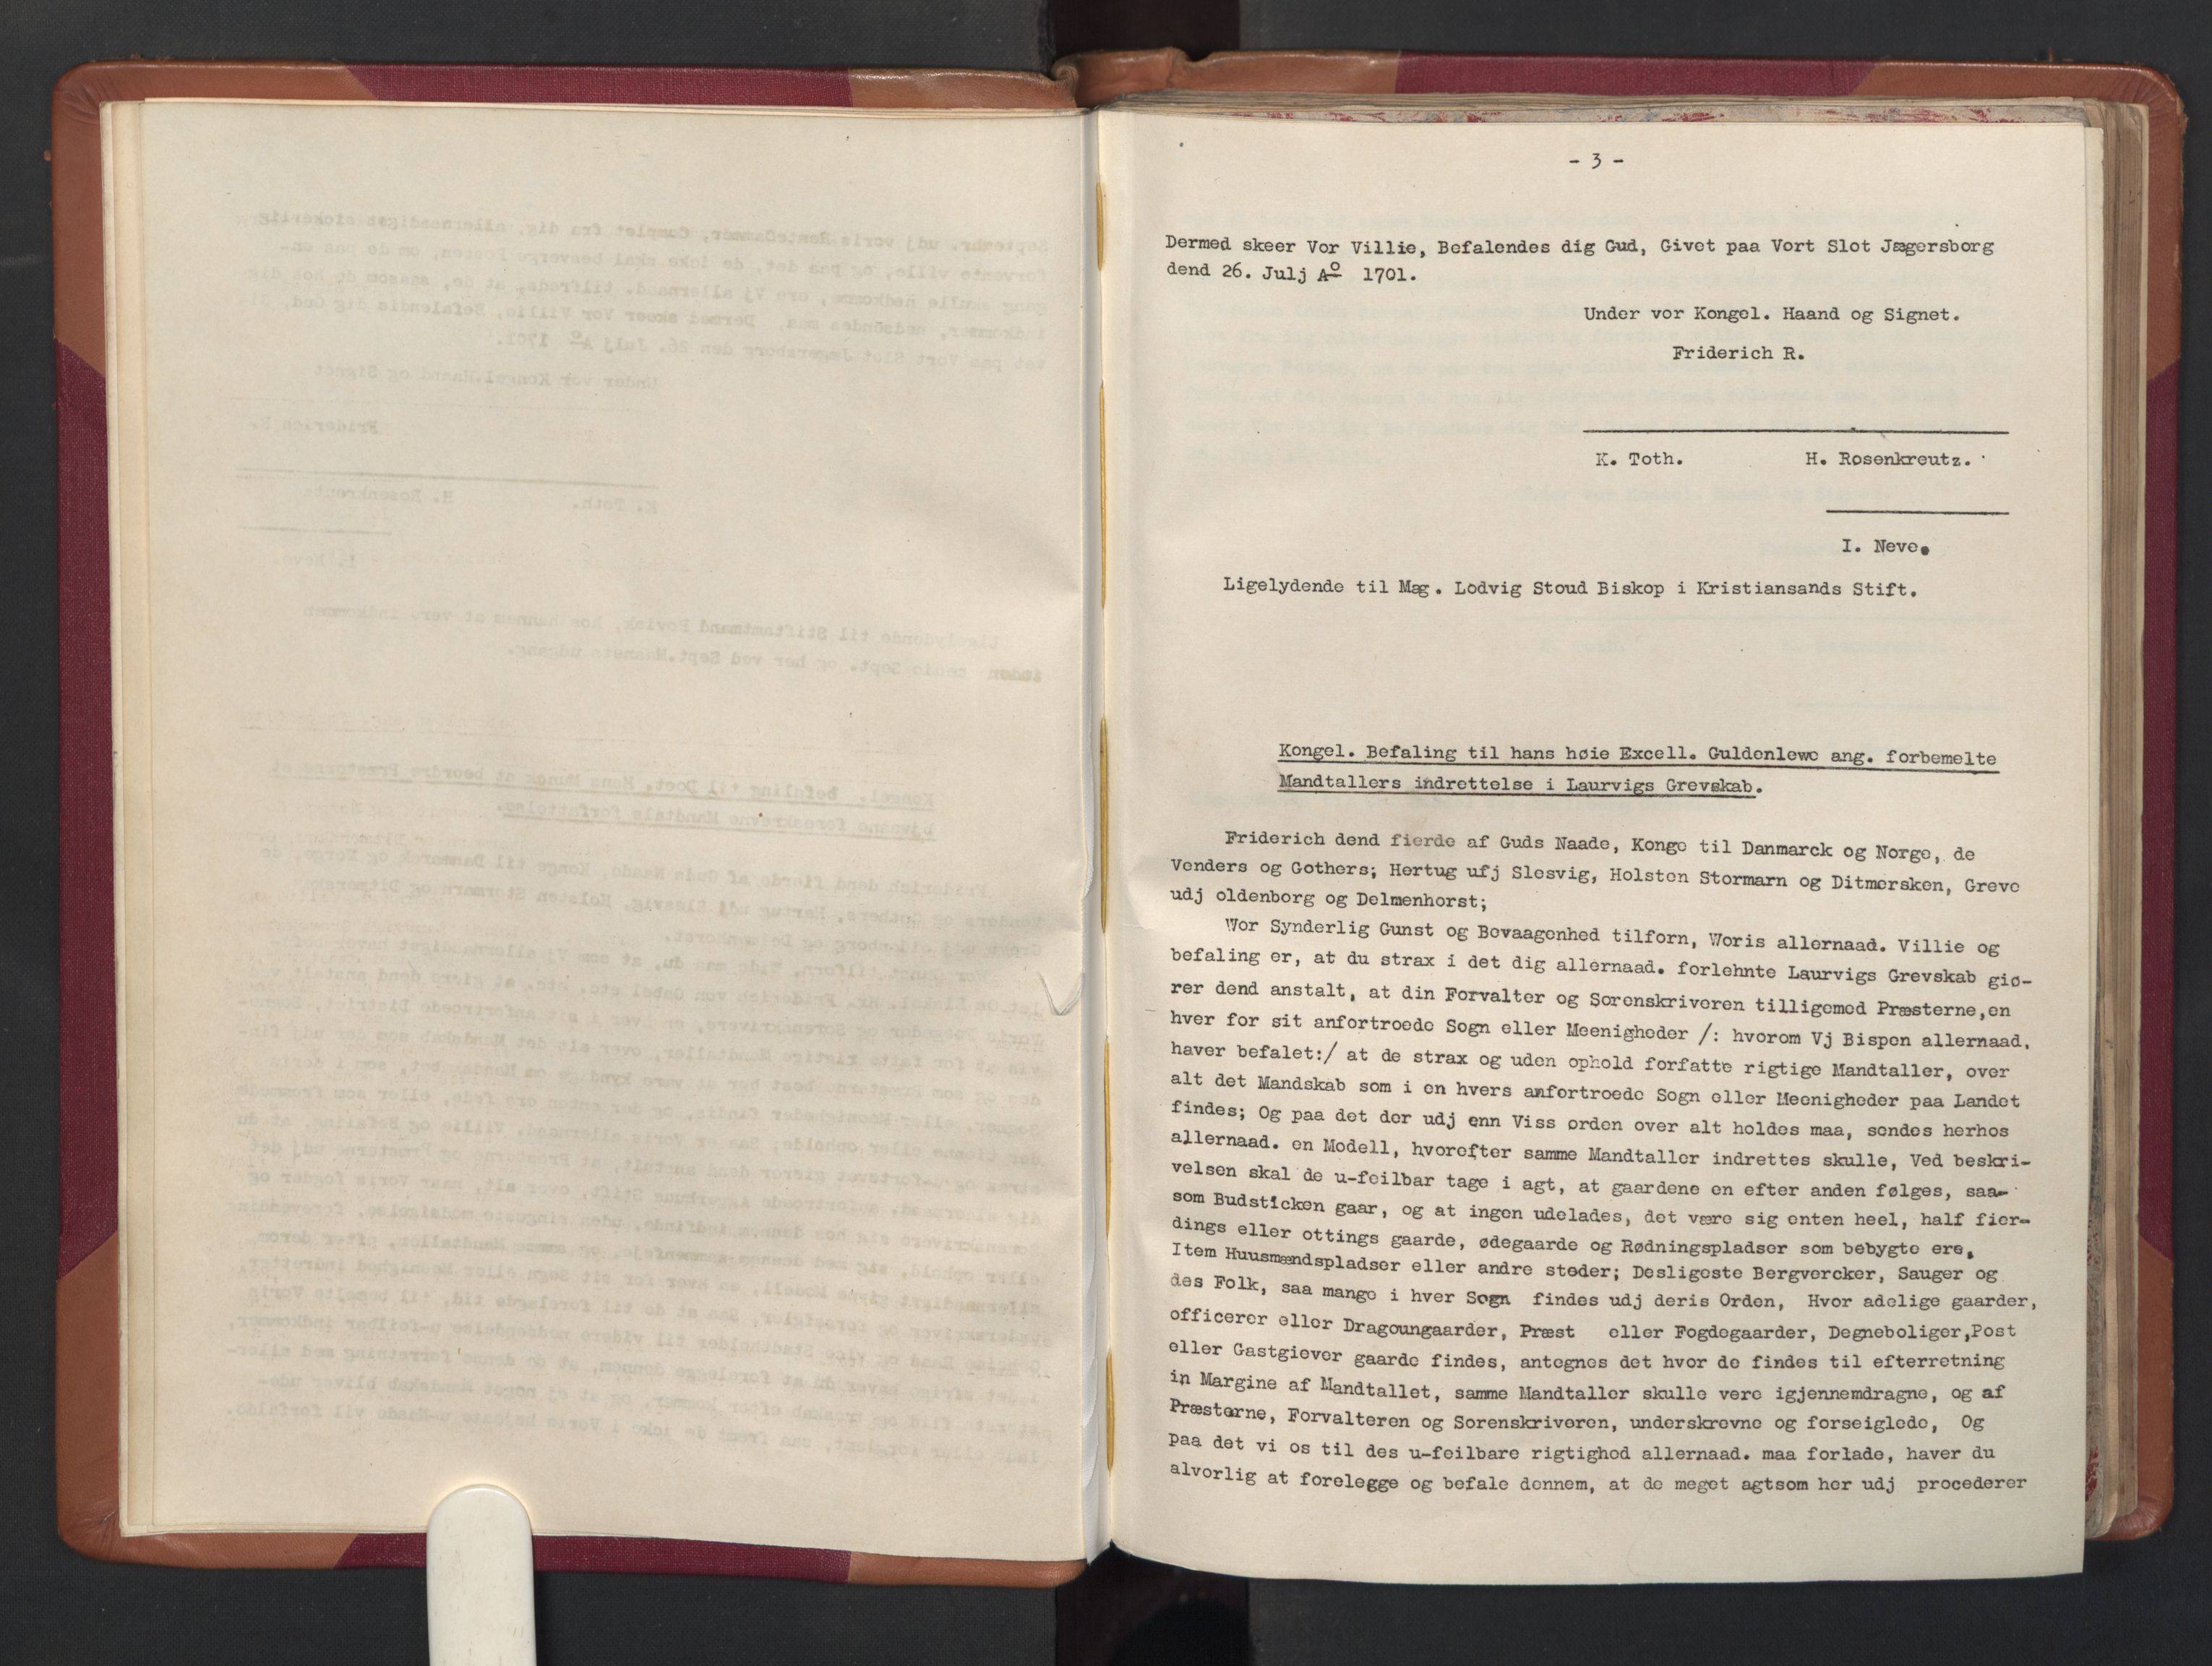 - 3 -
Dermed skeer Vor Villie, Befalendes dig Gud, Givet paa Vort Slot Jægersborg
dend 26. Julj Aº 1701.
Under vor Kongel. Haand og Signet.
Friderich R.
K. Toth. H. Rosenkreutz.
I. Neve.
Ligelydende til Mag. Lodvig Stoud Biskop i Kristiansands Stift.
Kongel. Befaling til hans høie Excell. Guldenlewe ang. forbemelte
Mandtallers indrettelse i Laurvigs Grevskab.
Friderich dend fierde af Guds Naade, Konge til Danmarck og Norge, de
Venders og Gothers; Hertug ufj Slesvig, Holsten Stormarn og Ditmersken, Greve
udj oldenborg og Delmenhorst;
Wor Synderlig Gunst og Bevaagenhed tilforn, Woris allernaad. Villie og
befaling er, at du strax i det dig allernaad. forlehnte Laurvigs Grevskab giø-
rer dend anstalt, at din Forvalter og Sorenskriveren tilligemed Præsterne,en
hver for sit anfortroede Sogn eller Meenigheder /: hvorom Vj Bispen allernaad.
haver befalet:/ at de strax og uden ophold forfatte rigtige Mandtaller, over
alt det Mandskab som i en hvers anfortroede Sogn eller Meenigheder paa Landet
findes; Og paa det der udj enn Viss orden over alt holdes maa, sendes herhos
allernaad. en Modell, hvorefter samme Mandtaller indrettes skulle, Ved beskri-
velsen skal de u-feilbar tage i agt, at gaardene en efter anden følges, saa-
som Budsticken gaar, og at ingen udelades, det være sig enten heel, half fier-
dings eller ottings gaarde, ødegaarde og Rødningspladser som bebygte ere,
Item Huusmændspladser eller andre steder; Desligeste Bergvercker, Sauger og
des Folk, saa mange i hver Sogn findes udj deris Orden, Hvor adelige gaarder,
officerer eller Dragoungaarder, Præst eller Fogdegaarder, Degneboliger,Post
eller Gastgiever gaarde findes, antegnes det hvor de findes til efterretning
in Margine af Mandtallet, samme Mandtaller skulle vere igjennemdragne, og af
Præsterne, Forvalteren og Sorenskriveren, underskrevne og forseiglede, Og
paa det vi os til des u-feilbare rigtighed allernaad. maa forlade, haver du
alvorlig at forelegge og befale dennem, at de meget agtsom her udj procederer